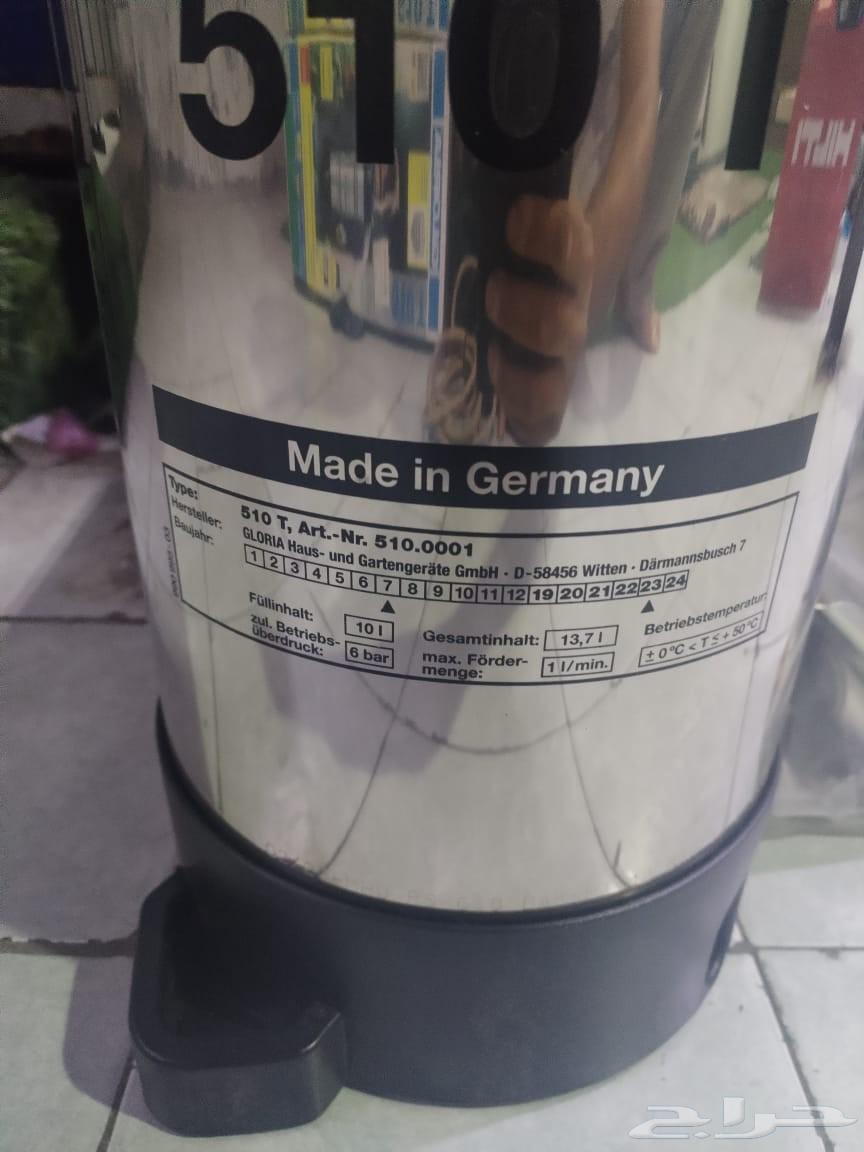 510 T
HILTI
Made in Germany
Type: 510 T, Art.-Nr. 510.0001
Hersteller: GLORIA Haus- und Gartengeräte GmbH · D-58456 Witten · Därmannsbusch 7
Baujahr: 1 2 3 4 5 6 7 8 9 10 11 12 19 20 21 22 23 24
Füllinhalt: 10 l Gesamtinhalt: 13,7 l Betriebstemperatur:
zul. Betriebs-
überdruck: 6 bar max. Förder-
menge: 1 l/min. ± 0°C < T ≤ + 50°C
حراج